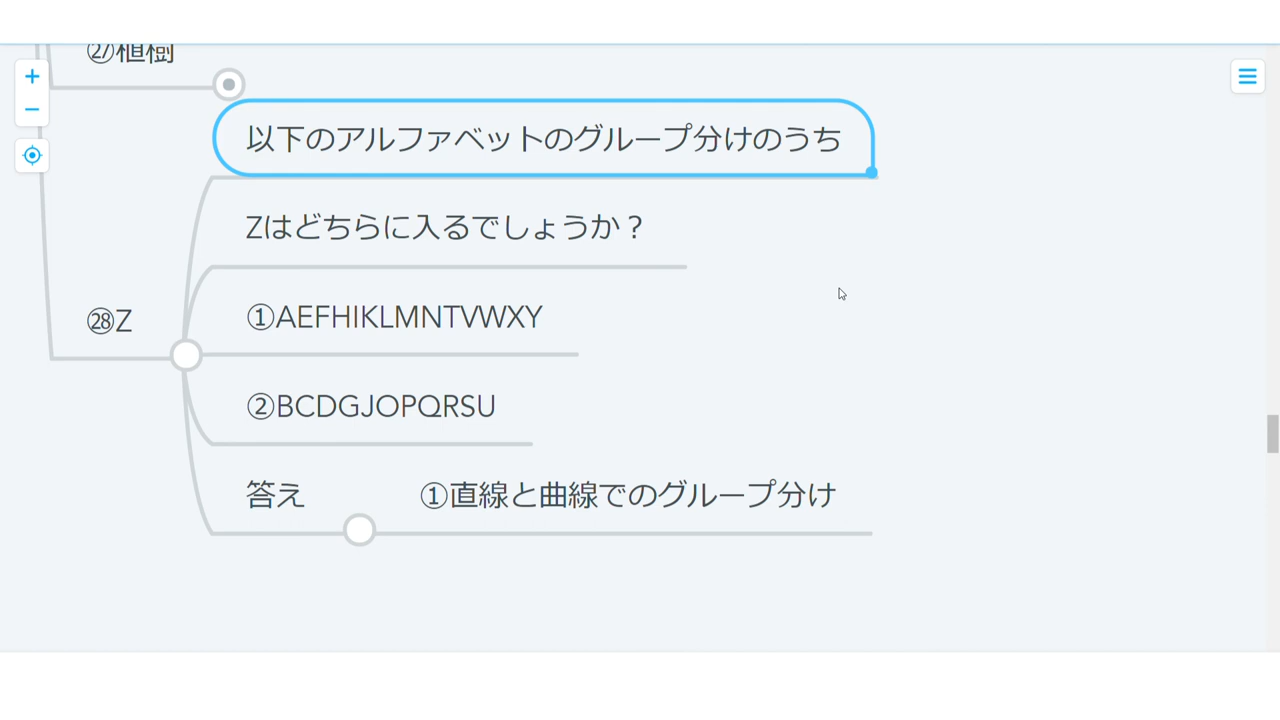 ㉗植樹
以下のアルファベットのグループ分けのうち
Zはどちらに入るでしょうか？
㉘Z
①AEFHIKLMNTVWXY
②BCDGJOPQRSU
答え
①直線と曲線でのグループ分け